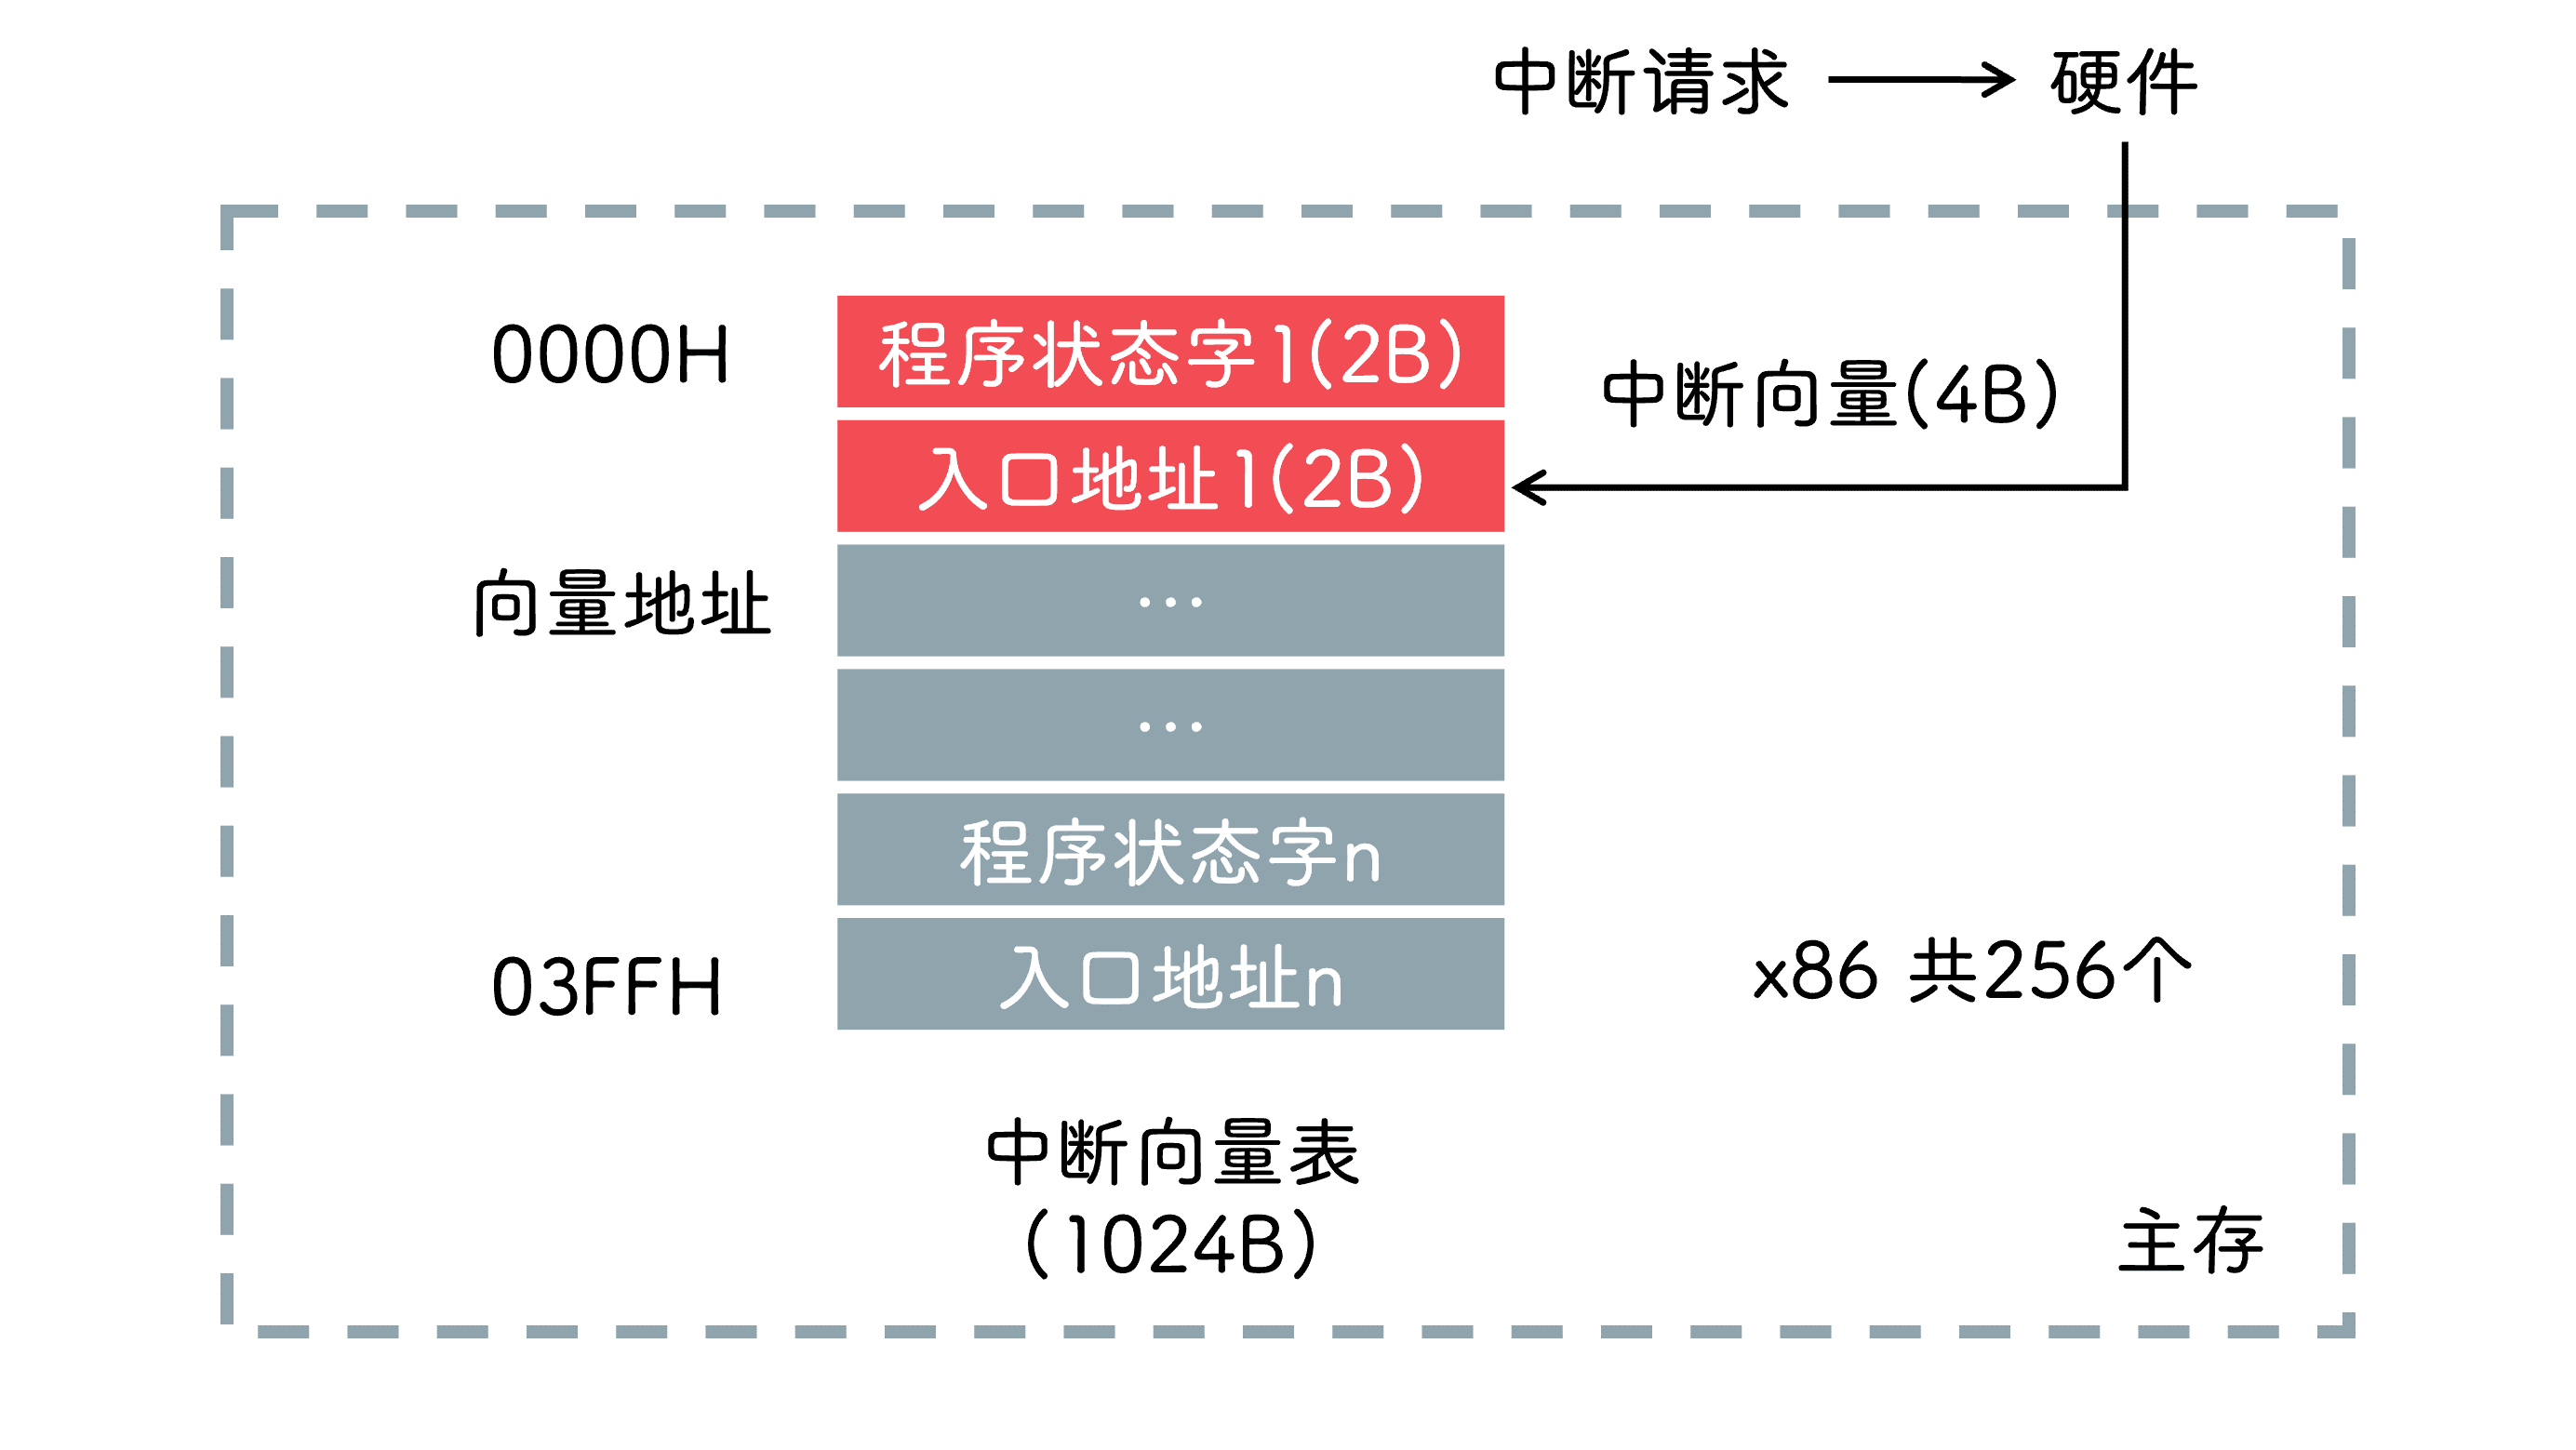 中断请求
硬件
0000H
程序状态字1(2B)
中断向量(4B)
入口地址1(2B)
向量地址
...
...
程序状态字n
03FFH
入口地址n
x86 共256个
中断向量表
(1024B)
主存